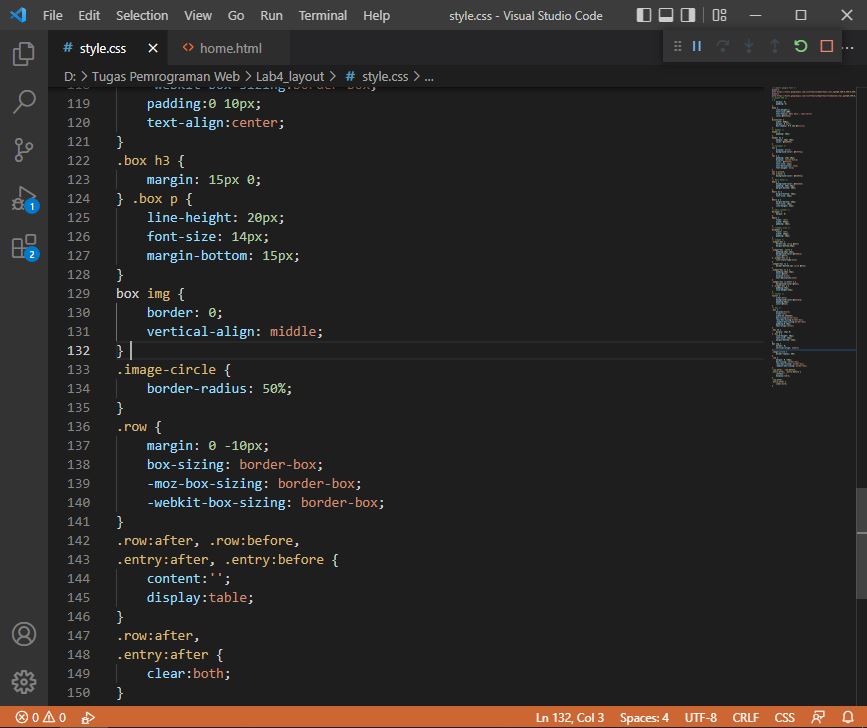 File Edit Selection View Go Run Terminal Help style.css - Visual Studio Code
# style.css × <> home.html
D: > Tugas Pemrograman Web > Lab4_layout > # style.css > ...
118 -webkit-box-sizing:border-box;
119 padding:0 10px;
120 text-align:center;
121 }
122 .box h3 {
123 margin: 15px 0;
124 } .box p {
125 line-height: 20px;
126 font-size: 14px;
127 margin-bottom: 15px;
128 }
129 box img {
130 border: 0;
131 vertical-align: middle;
132 }
133 .image-circle {
134 border-radius: 50%;
135 }
136 .row {
137 margin: 0 -10px;
138 box-sizing: border-box;
139 -moz-box-sizing: border-box;
140 -webkit-box-sizing: border-box;
141 }
142 .row:after, .row:before,
143 .entry:after, .entry:before {
144 content:'';
145 display:table;
146 }
147 .row:after,
148 .entry:after {
149 clear:both;
150 }
1
2
0 0 Ln 132, Col 3 Spaces: 4 UTF-8 CRLF CSS